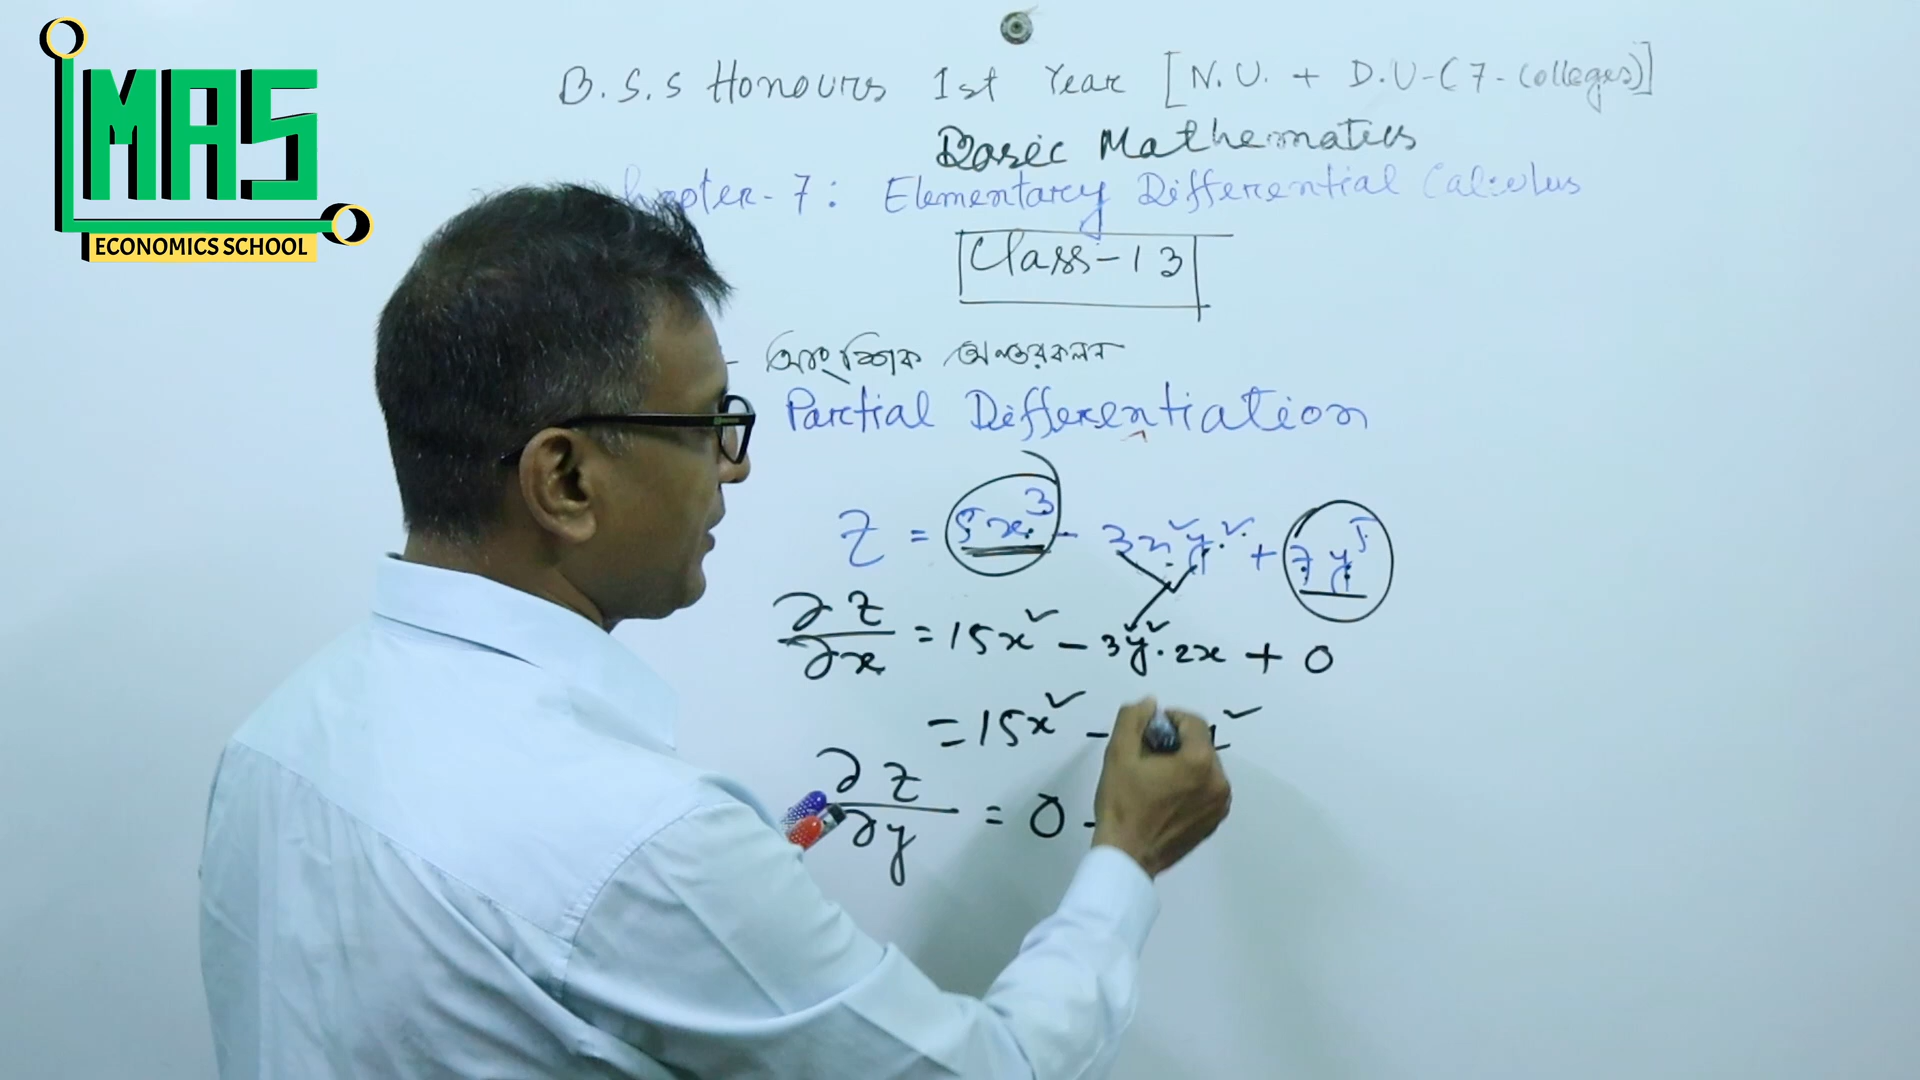 MAS
ECONOMICS SCHOOL
B.S.S Honours 1st Year [N.U. + D.U-(7-Colleges)]
Basic Mathematics
Chapter-7: Elementary Differential Calculus
Class-13
- আংশিক অন্তরকলন
Partial Differentiation
Z = 5x³ - 3x²y² + 7y⁵
∂Z/∂x = 15x² - 3y².2x + 0
= 15x² - y²
∂Z/∂y = 0 -